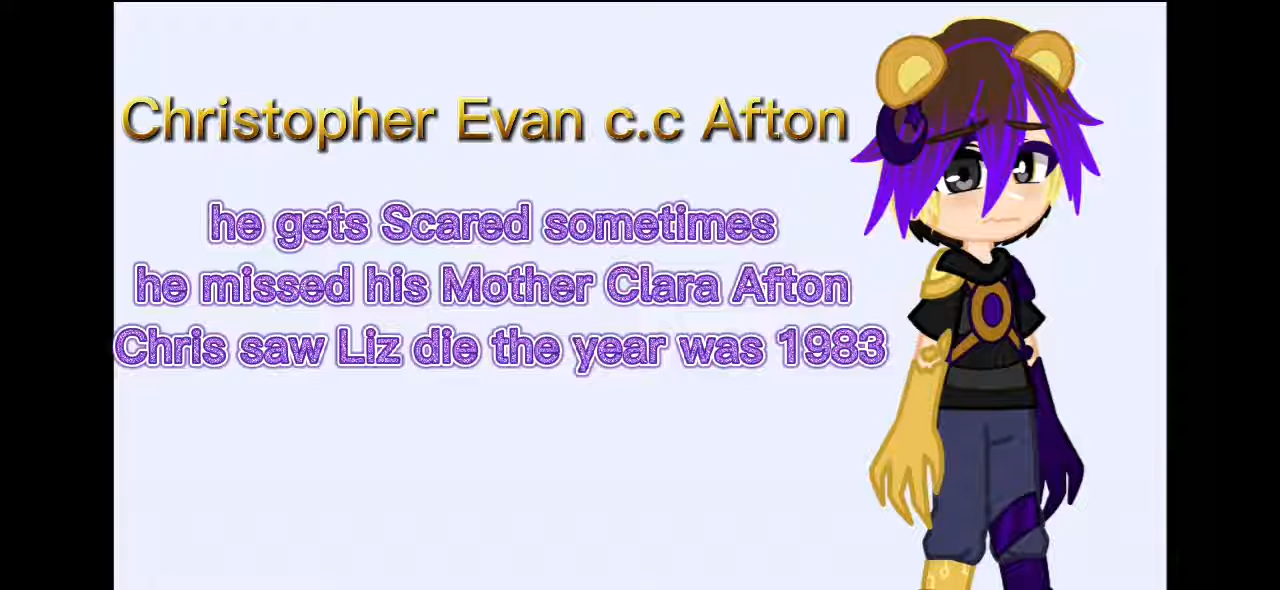 Christopher Evan c.c Afton
he gets Scared sometimes
he missed his Mother Clara Afton
Chris saw Liz die the year was 1983